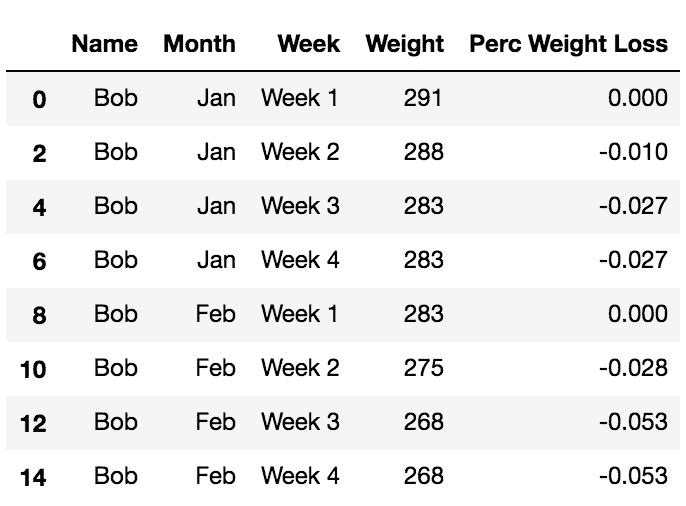 Name Month Week Weight Perc Weight Loss
0 Bob Jan Week 1 291 0.000
2 Bob Jan Week 2 288 -0.010
4 Bob Jan Week 3 283 -0.027
6 Bob Jan Week 4 283 -0.027
8 Bob Feb Week 1 283 0.000
10 Bob Feb Week 2 275 -0.028
12 Bob Feb Week 3 268 -0.053
14 Bob Feb Week 4 268 -0.053